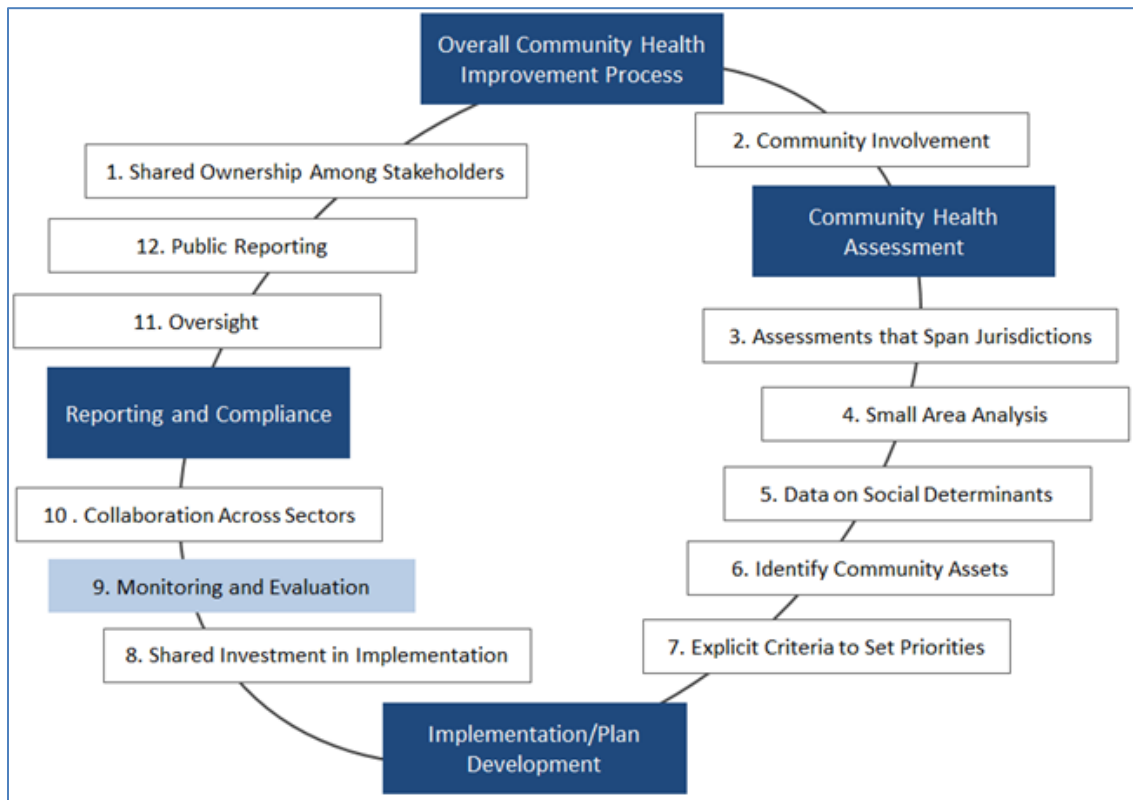 Overall Community Health
Improvement Process
2. Community Involvement
1. Shared Ownership Among Stakeholders
Community Health
Assessment
12. Public Reporting
11. Oversight
3. Assessments that Span Jurisdictions
Reporting and Compliance
4. Small Area Analysis
5. Data on Social Determinants
10 . Collaboration Across Sectors
6. Identify Community Assets
9. Monitoring and Evaluation
7. Explicit Criteria to Set Priorities
8. Shared Investment in Implementation
Implementation/Plan
Development